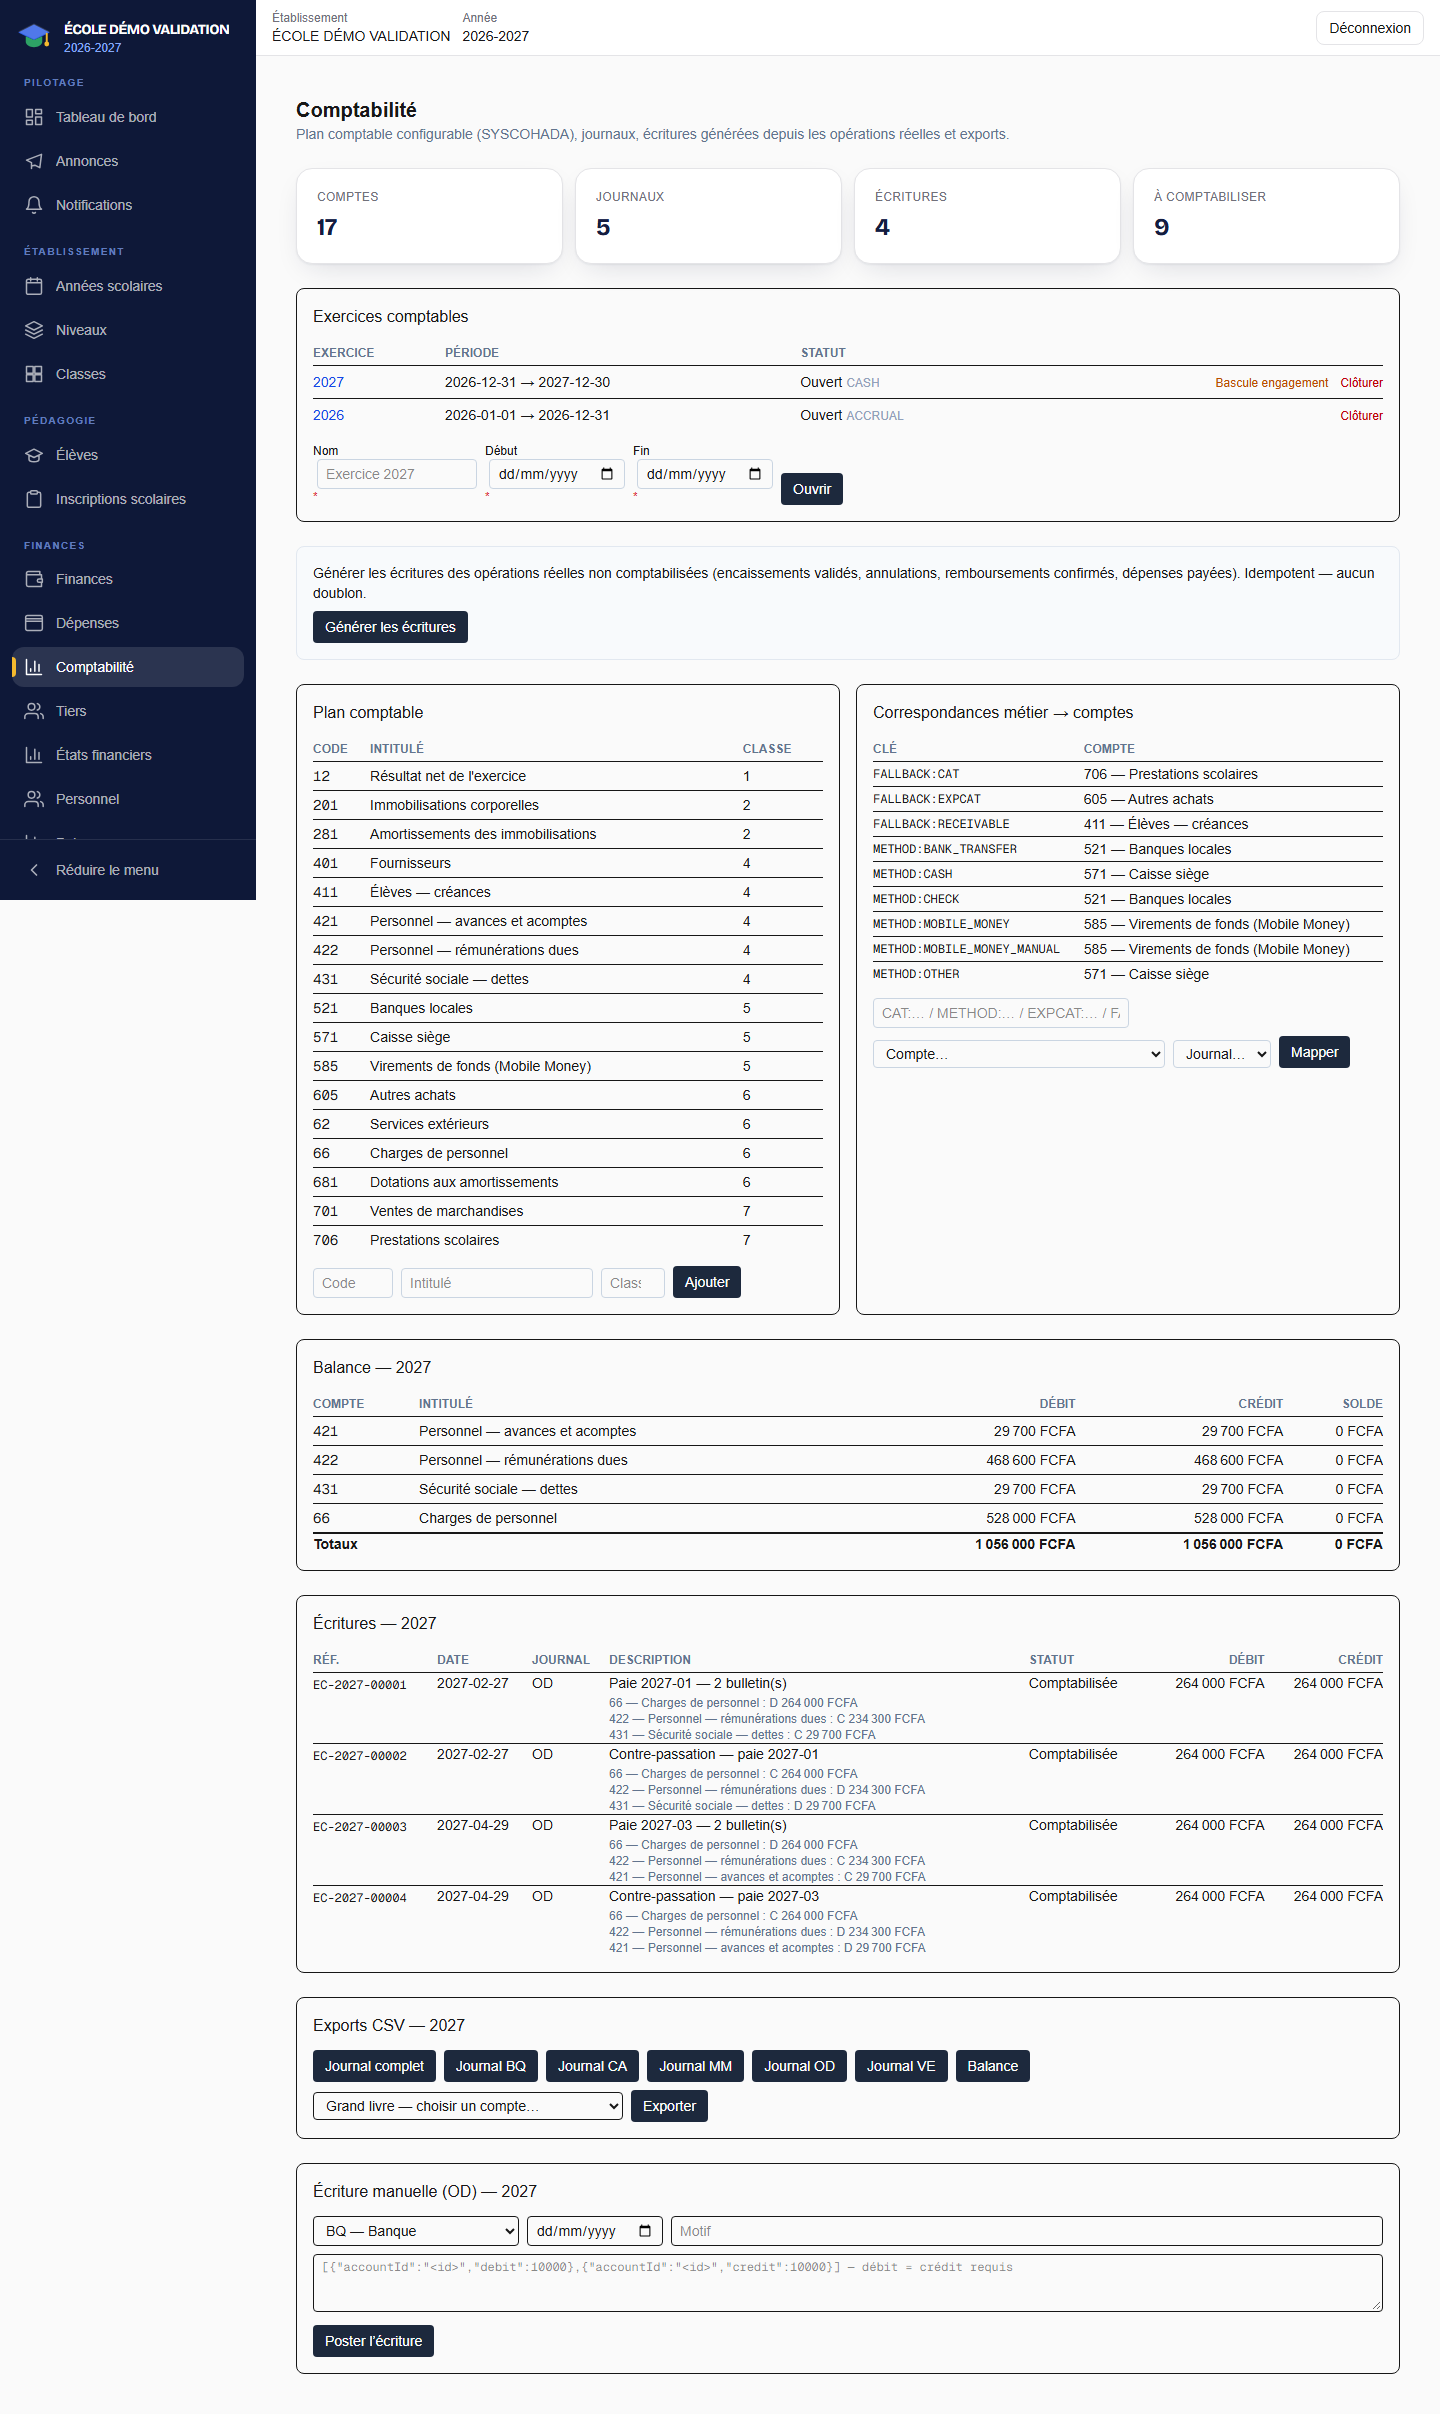 ÉCOLE DÉMO VALIDATION
2026-2027
PILOTAGE
Tableau de bord
Annonces
Notifications
ÉTABLISSEMENT
Années scolaires
Niveaux
Classes
PÉDAGOGIE
Élèves
Inscriptions scolaires
FINANCES
Finances
Dépenses
Comptabilité
Tiers
États financiers
Personnel
Réduire le menu
Établissement Année
ÉCOLE DÉMO VALIDATION 2026-2027
Déconnexion
Comptabilité
Plan comptable configurable (SYSCOHADA), journaux, écritures générées depuis les opérations réelles et exports.
COMPTES
17
JOURNAUX
5
ÉCRITURES
4
À COMPTABILISER
9
Exercices comptables
EXERCICE PÉRIODE STATUT
2027 2026-12-31 → 2027-12-30 Ouvert CASH Bascule engagement Clôturer
2026 2026-01-01 → 2026-12-31 Ouvert ACCRUAL Clôturer
Nom Début Fin
Exercice 2027 dd/mm/yyyy dd/mm/yyyy Ouvrir
* * *
Générer les écritures des opérations réelles non comptabilisées (encaissements validés, annulations, remboursements confirmés, dépenses payées). Idempotent — aucun
doublon.
Générer les écritures
Plan comptable
CODE INTITULÉ CLASSE
12 Résultat net de l'exercice 1
201 Immobilisations corporelles 2
281 Amortissements des immobilisations 2
401 Fournisseurs 4
411 Élèves — créances 4
421 Personnel — avances et acomptes 4
422 Personnel — rémunérations dues 4
431 Sécurité sociale — dettes 4
521 Banques locales 5
571 Caisse siège 5
585 Virements de fonds (Mobile Money) 5
605 Autres achats 6
62 Services extérieurs 6
66 Charges de personnel 6
681 Dotations aux amortissements 6
701 Ventes de marchandises 7
706 Prestations scolaires 7
Code Intitulé Class Ajouter
Correspondances métier → comptes
CLÉ COMPTE
FALLBACK:CAT 706 — Prestations scolaires
FALLBACK:EXPCAT 605 — Autres achats
FALLBACK:RECEIVABLE 411 — Élèves — créances
METHOD:BANK_TRANSFER 521 — Banques locales
METHOD:CASH 571 — Caisse siège
METHOD:CHECK 521 — Banques locales
METHOD:MOBILE_MONEY 585 — Virements de fonds (Mobile Money)
METHOD:MOBILE_MONEY_MANUAL 585 — Virements de fonds (Mobile Money)
METHOD:OTHER 571 — Caisse siège
CAT:… / METHOD:… / EXPCAT:… /
Compte… Journal… Mapper
Balance — 2027
COMPTE INTITULÉ DÉBIT CRÉDIT SOLDE
421 Personnel — avances et acomptes 29 700 FCFA 29 700 FCFA 0 FCFA
422 Personnel — rémunérations dues 468 600 FCFA 468 600 FCFA 0 FCFA
431 Sécurité sociale — dettes 29 700 FCFA 29 700 FCFA 0 FCFA
66 Charges de personnel 528 000 FCFA 528 000 FCFA 0 FCFA
Totaux 1 056 000 FCFA 1 056 000 FCFA 0 FCFA
Écritures — 2027
RÉF. DATE JOURNAL DESCRIPTION STATUT DÉBIT CRÉDIT
EC-2027-00001 2027-02-27 OD Paie 2027-01 — 2 bulletin(s) Comptabilisée 264 000 FCFA 264 000 FCFA
66 — Charges de personnel : D 264 000 FCFA
422 — Personnel — rémunérations dues : C 234 300 FCFA
431 — Sécurité sociale — dettes : C 29 700 FCFA
EC-2027-00002 2027-02-27 OD Contre-passation — paie 2027-01 Comptabilisée 264 000 FCFA 264 000 FCFA
66 — Charges de personnel : C 264 000 FCFA
422 — Personnel — rémunérations dues : D 234 300 FCFA
431 — Sécurité sociale — dettes : D 29 700 FCFA
EC-2027-00003 2027-04-29 OD Paie 2027-03 — 2 bulletin(s) Comptabilisée 264 000 FCFA 264 000 FCFA
66 — Charges de personnel : D 264 000 FCFA
422 — Personnel — rémunérations dues : C 234 300 FCFA
421 — Personnel — avances et acomptes : C 29 700 FCFA
EC-2027-00004 2027-04-29 OD Contre-passation — paie 2027-03 Comptabilisée 264 000 FCFA 264 000 FCFA
66 — Charges de personnel : C 264 000 FCFA
422 — Personnel — rémunérations dues : D 234 300 FCFA
421 — Personnel — avances et acomptes : D 29 700 FCFA
Exports CSV — 2027
Journal complet Journal BQ Journal CA Journal MM Journal OD Journal VE Balance
Grand livre — choisir un compte… Exporter
Écriture manuelle (OD) — 2027
BQ — Banque dd/mm/yyyy Motif
[{"accountId":"<id>","debit":10000},{"accountId":"<id>","credit":10000}] — débit = crédit requis
Poster l'écriture